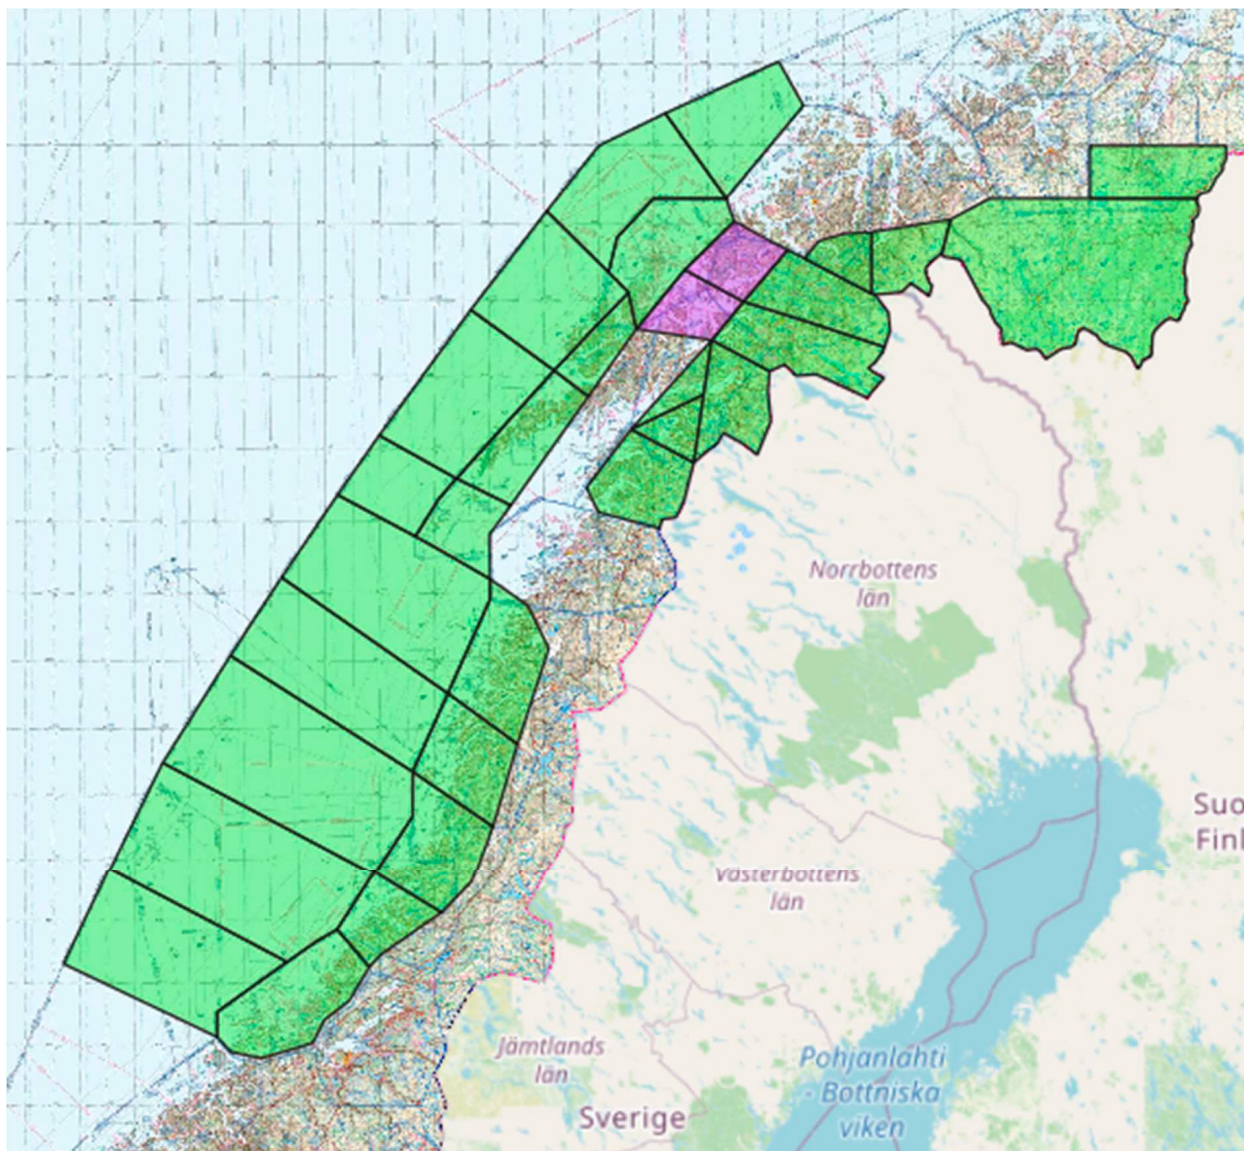 Norrbottens
län
Suo
Finl
Västerbottens
län
Jämtlands
län
Pohjanlahti
- Bottniska
viken
Sverige